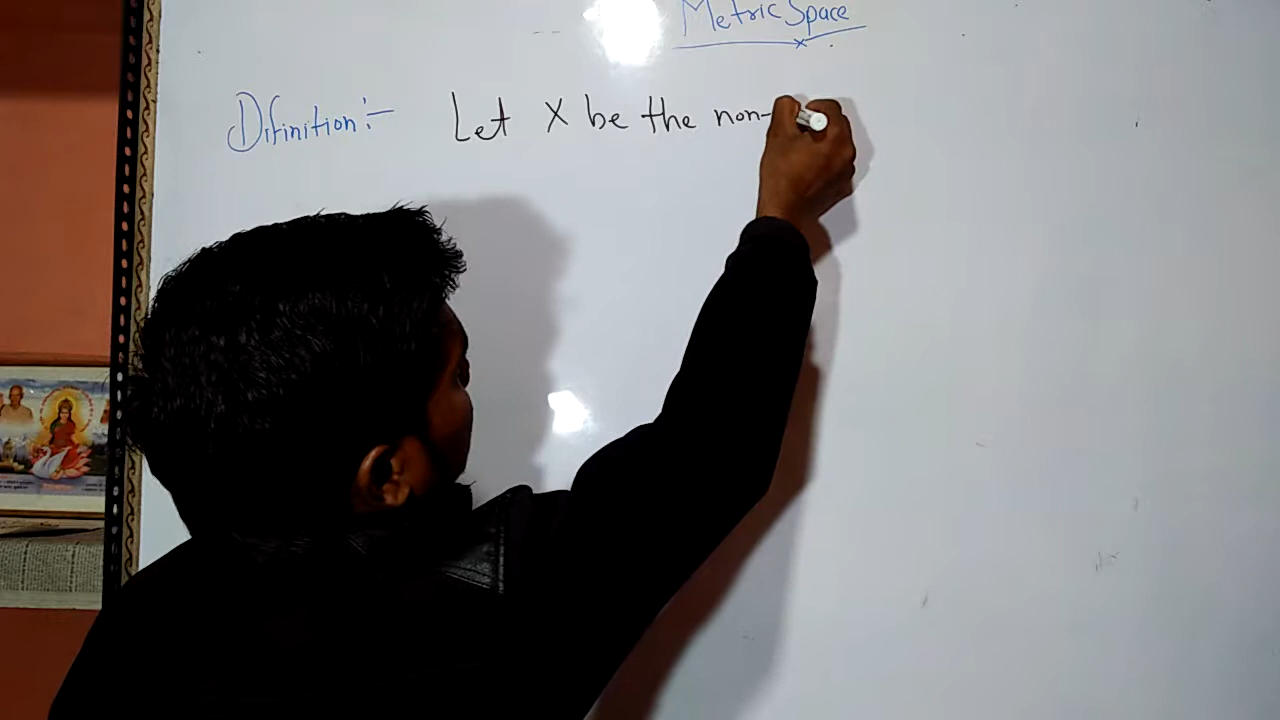 Metric Space
Difinition :- Let X be the non-